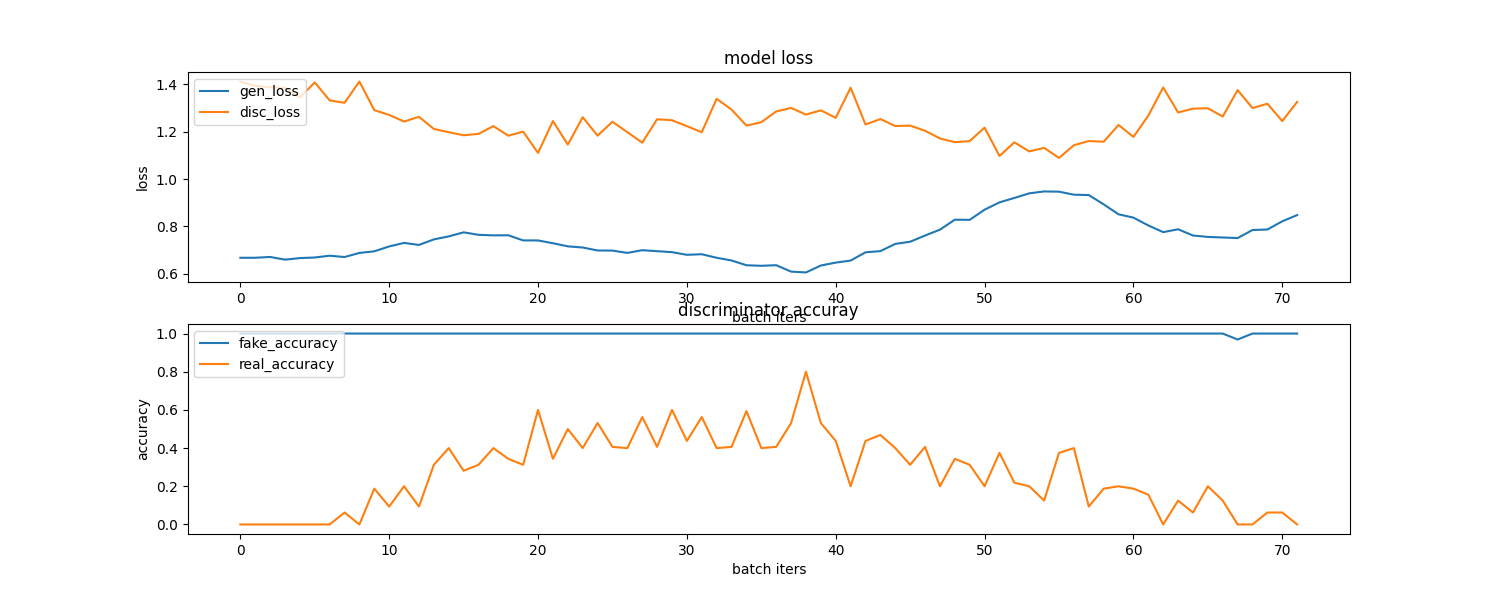 model loss
1.4
1.2
1.0
0.8
0.6
loss
gen_loss
disc_loss
0 10 20 30 40 50 60 70
batch iters
discriminator accuray
1.0
0.8
0.6
0.4
0.2
0.0
accuracy
fake_accuracy
real_accuracy
0 10 20 30 40 50 60 70
batch iters